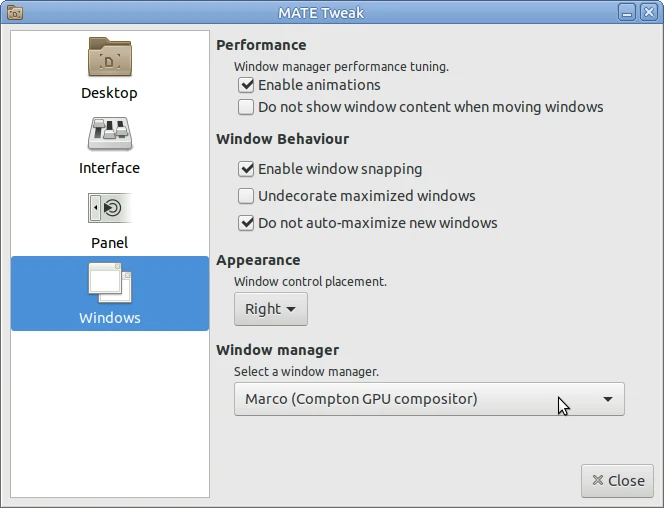 MATE Tweak
Desktop
Interface
Panel
Windows
Performance
Window manager performance tuning.
Enable animations
Do not show window content when moving windows
Window Behaviour
Enable window snapping
Undecorate maximized windows
Do not auto-maximize new windows
Appearance
Window control placement.
Right
Window manager
Select a window manager.
Marco (Compton GPU compositor)
Close